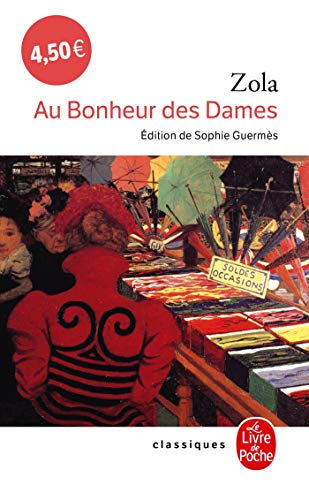 4,50€
Zola
Au Bonheur des Dames
Édition de Sophie Guermès
SOLDES
OCCASIONS
classiques
Le
Livre
de
Poche